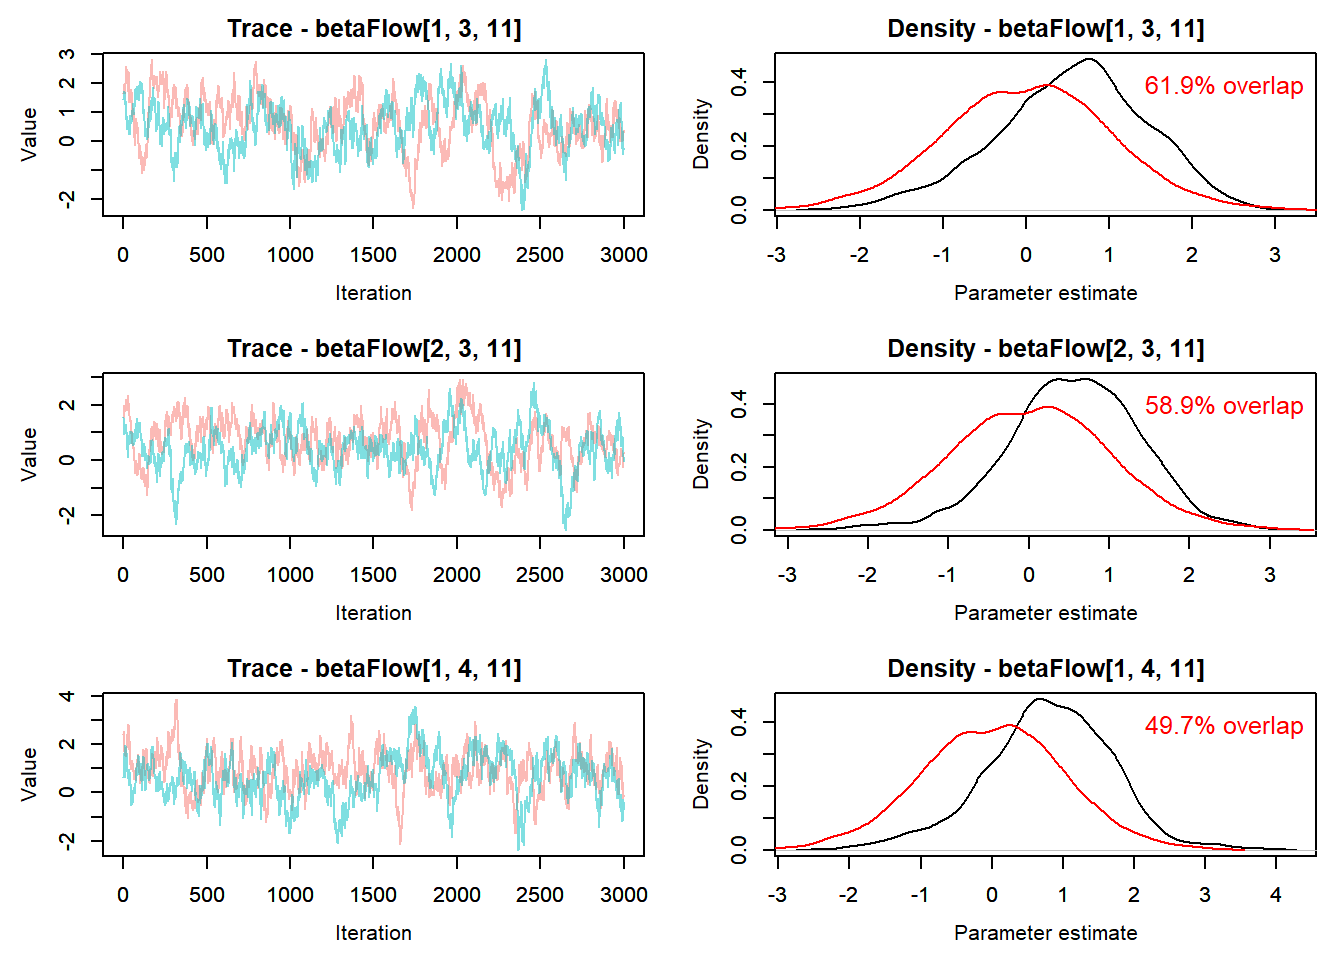 Trace - betaFlow[1, 3, 11]
Value
-2 0 1 2 3
0 500 1000 1500 2000 2500 3000
Iteration
Density - betaFlow[1, 3, 11]
61.9% overlap
Density
0.0 0.2 0.4
-3 -2 -1 0 1 2 3
Parameter estimate
Trace - betaFlow[2, 3, 11]
Value
-2 0 2
0 500 1000 1500 2000 2500 3000
Iteration
Density - betaFlow[2, 3, 11]
58.9% overlap
Density
0.0 0.2 0.4
-3 -2 -1 0 1 2 3
Parameter estimate
Trace - betaFlow[1, 4, 11]
Value
-2 0 2 4
0 500 1000 1500 2000 2500 3000
Iteration
Density - betaFlow[1, 4, 11]
49.7% overlap
Density
0.0 0.2 0.4
-3 -2 -1 0 1 2 3 4
Parameter estimate